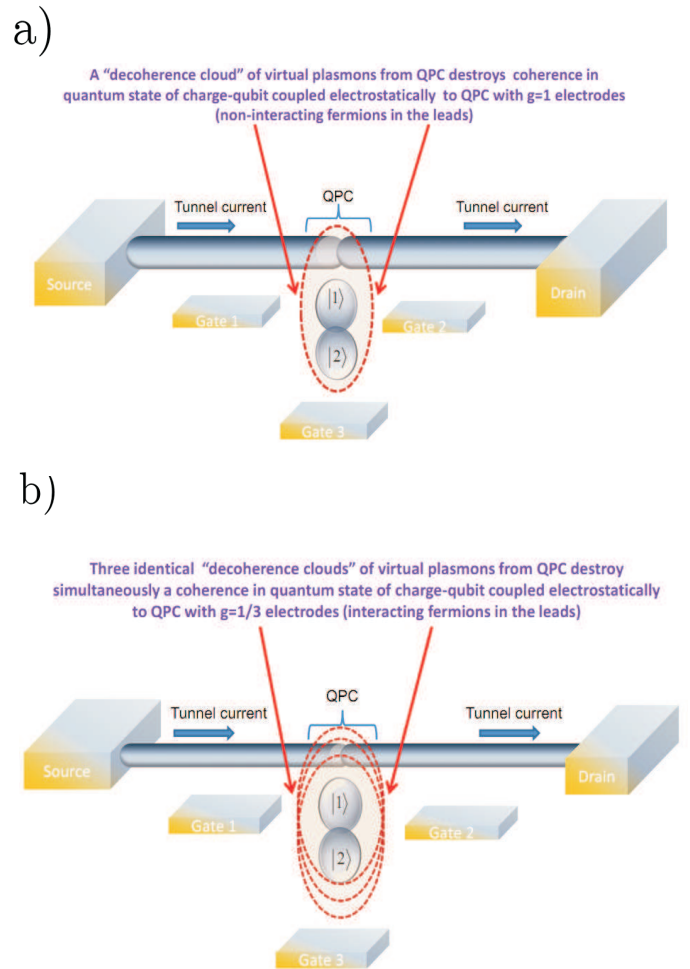 a)
A “decoherence cloud” of virtual plasmons from QPC destroys coherence in
quantum state of charge-qubit coupled electrostatically to QPC with g=1 electrodes
(non-interacting fermions in the leads)
QPC
Tunnel current
Tunnel current
Source
|1⟩
Drain
Gate 1
Gate 2
|2⟩
Gate 3
b)
Three identical “decoherence clouds” of virtual plasmons from QPC destroy
simultaneously a coherence in quantum state of charge-qubit coupled electrostatically
to QPC with g=1/3 electrodes (interacting fermions in the leads)
QPC
Tunnel current
Tunnel current
Source
Drain
|1⟩
Gate 1
Gate 2
|2⟩
Gate 3